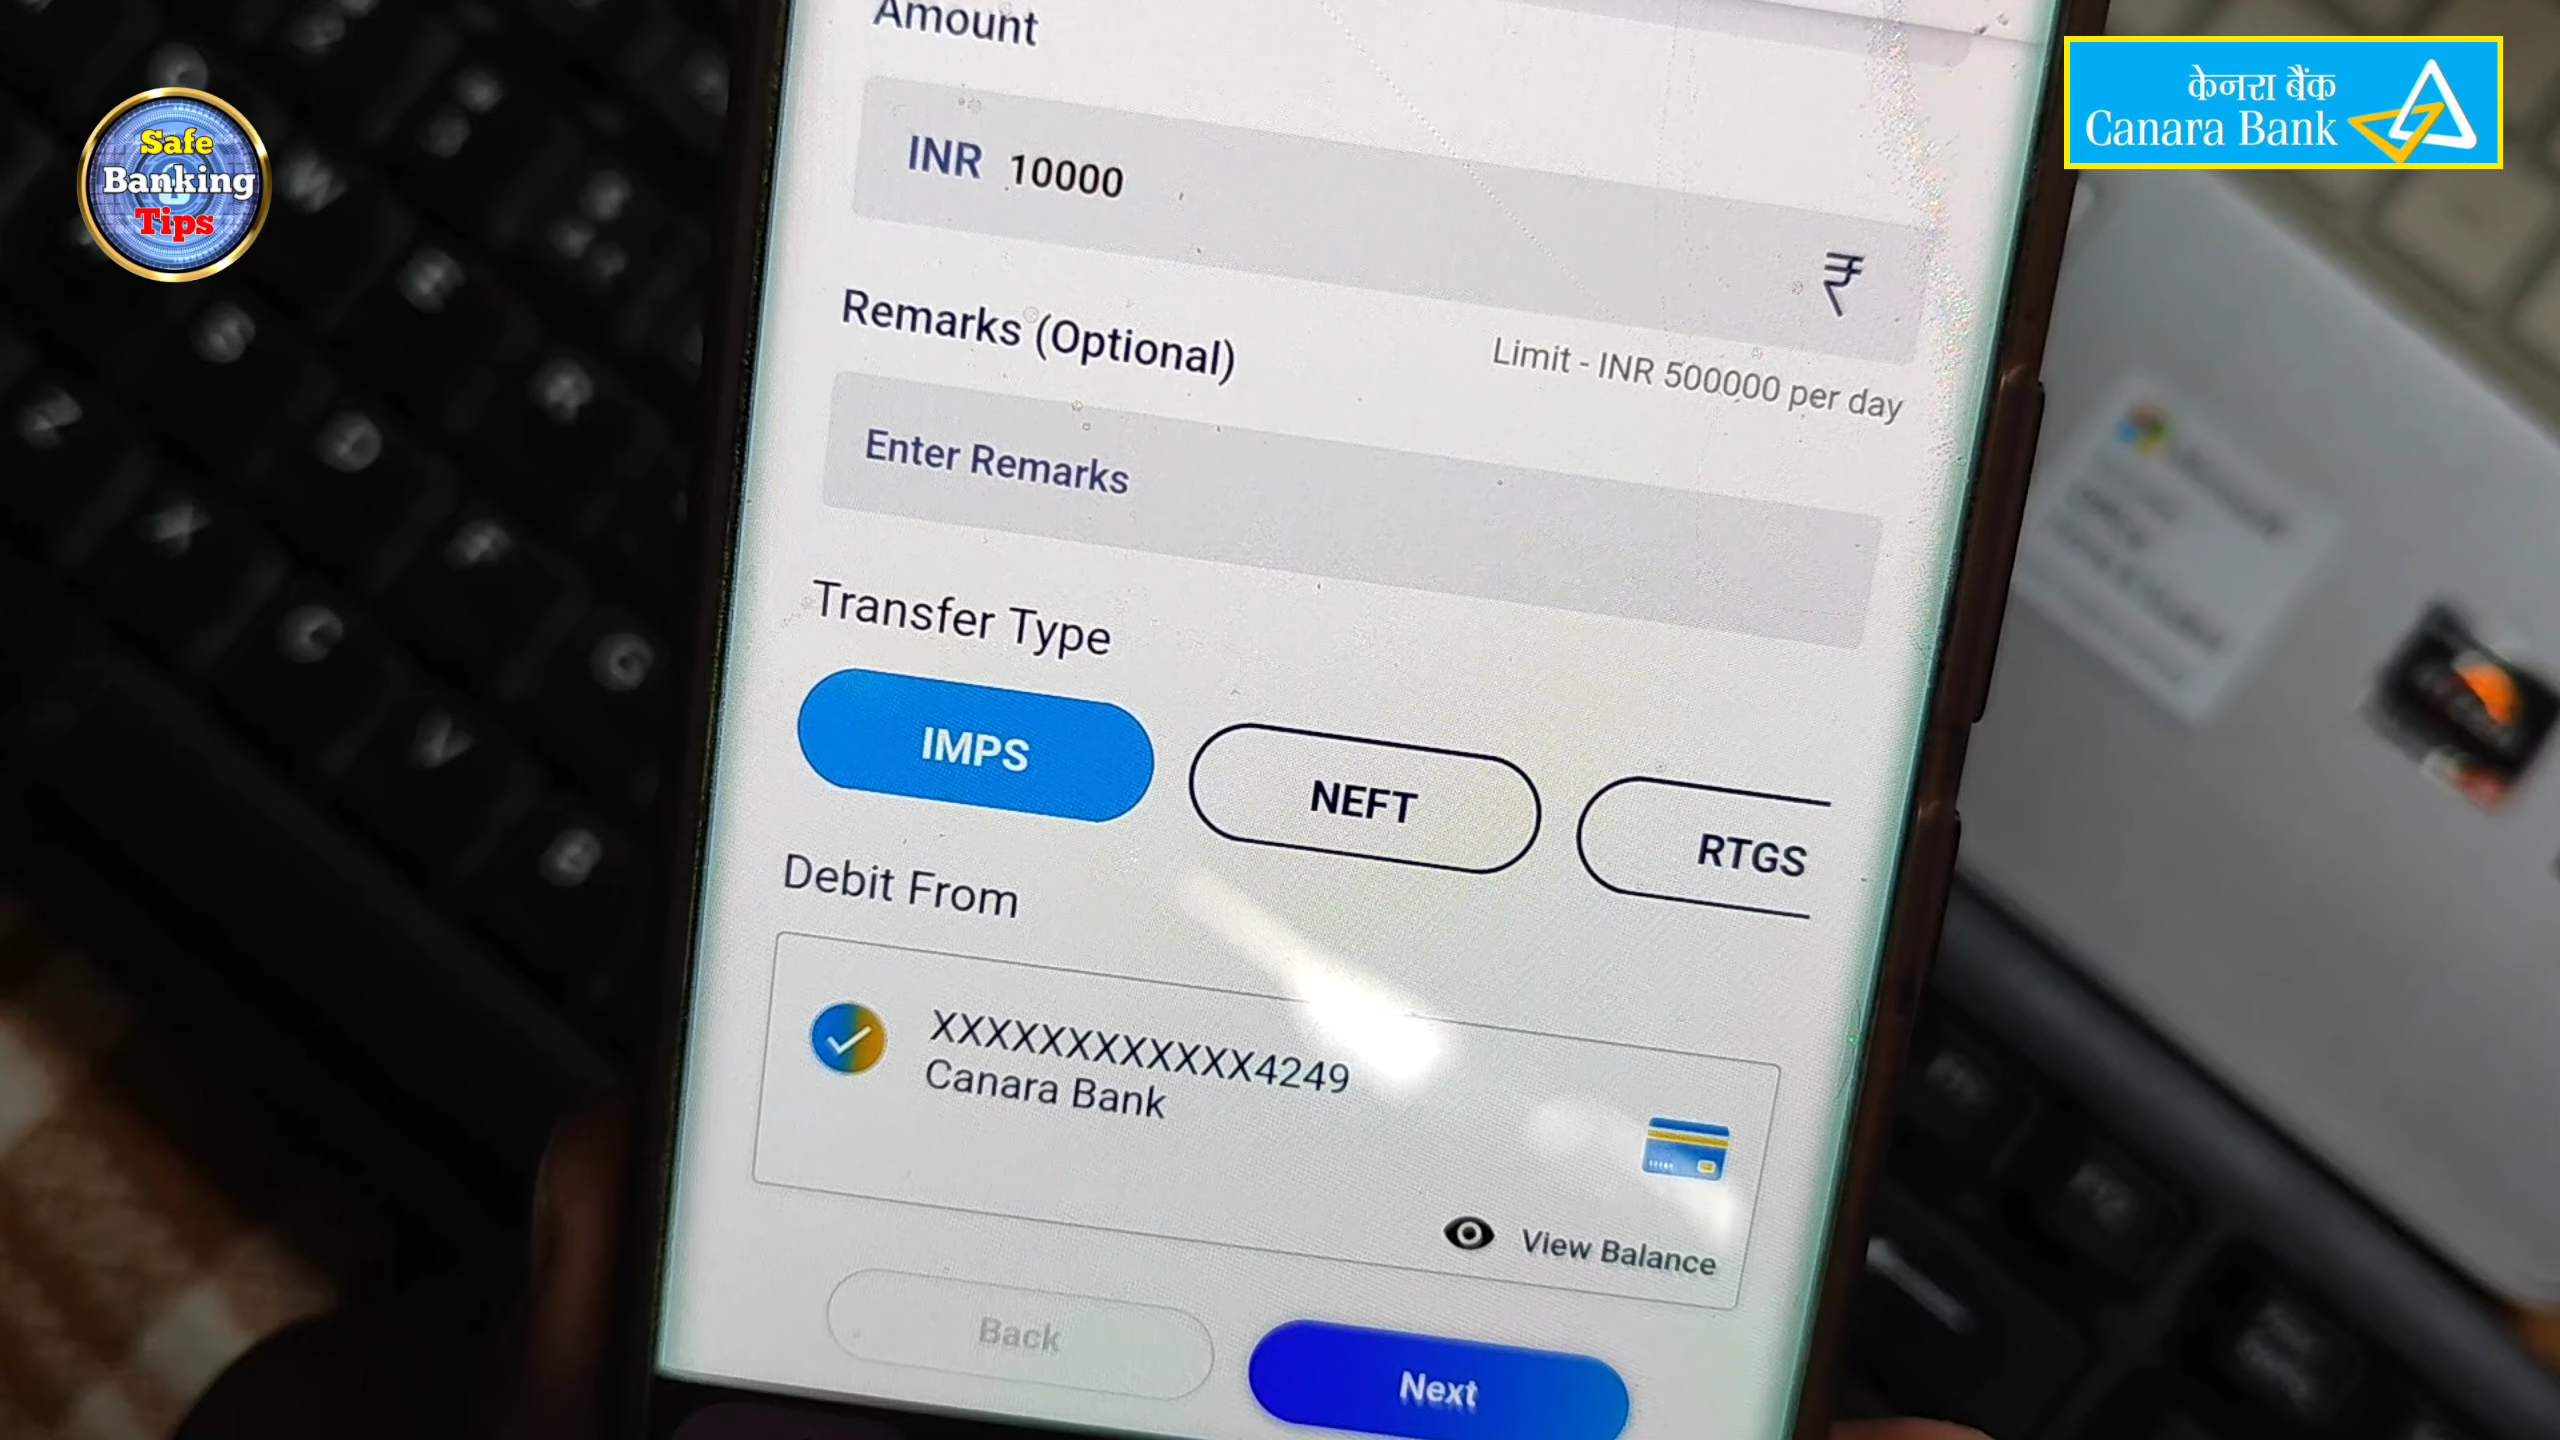 Safe
Banking
Tips
केनरा बैंक
Canara Bank
Amount
INR 10000
₹
Remarks (Optional)
Limit - INR 500000 per day
Enter Remarks
Transfer Type
IMPS
NEFT
RTGS
Debit From
XXXXXXXXXXXX4249
Canara Bank
View Balance
Back
Next
W
S
E
R
X
F
C
G
V
B